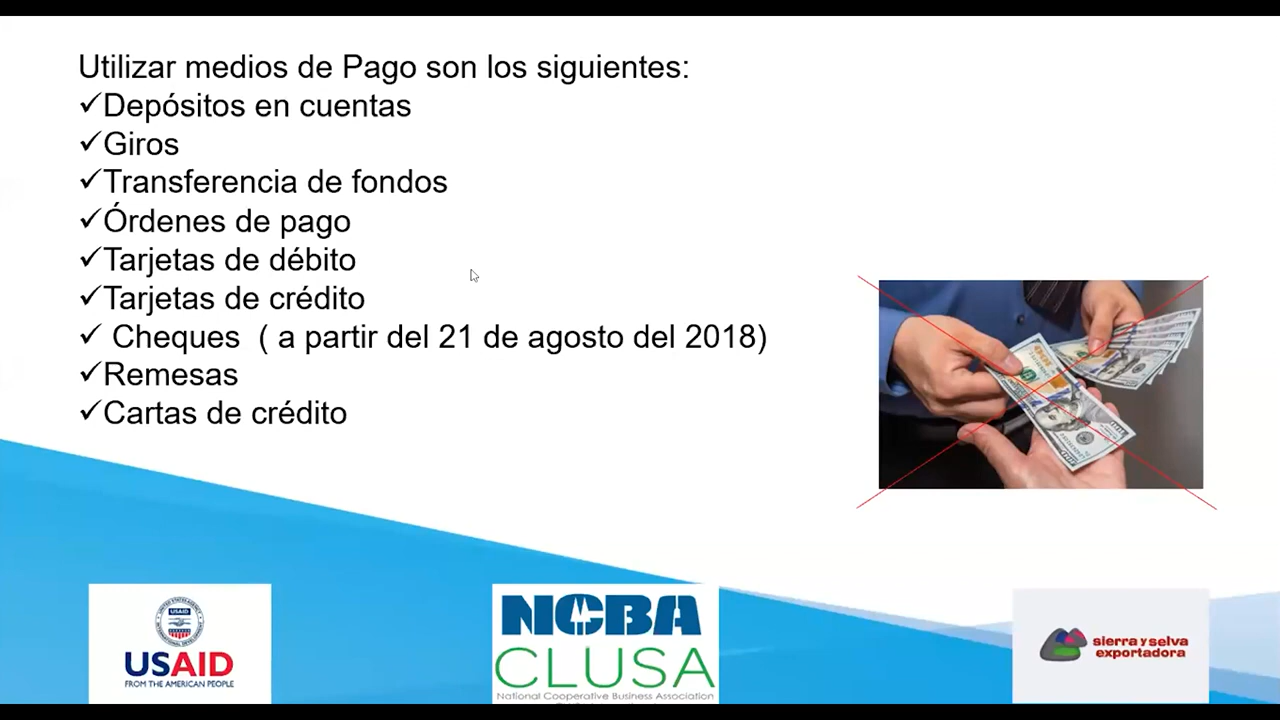 Utilizar medios de Pago son los siguientes:
✓Depósitos en cuentas
✓Giros
✓Transferencia de fondos
✓Órdenes de pago
✓Tarjetas de débito
✓Tarjetas de crédito
✓ Cheques ( a partir del 21 de agosto del 2018)
✓Remesas
✓Cartas de crédito
USAID
USAID
FROM THE AMERICAN PEOPLE
NCBA
CLUSA
National Cooperative Business Association
sierra y selva
exportadora